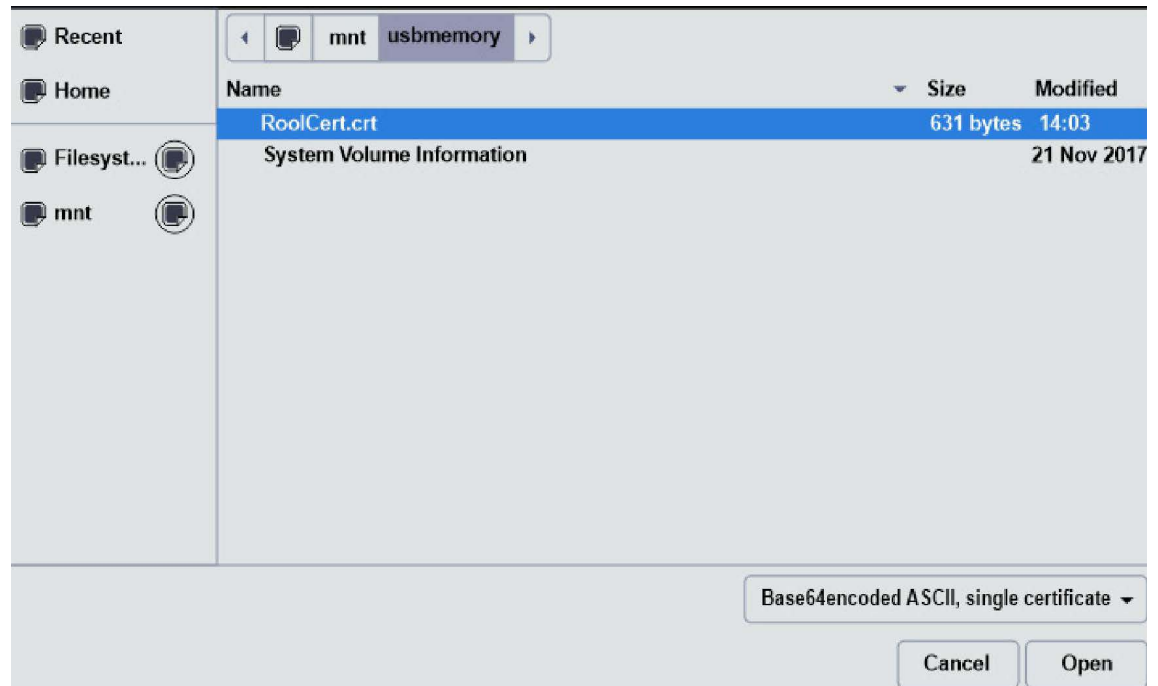 Recent
Home
Filesyst...
mnt
mnt usbmemory
Name Size Modified
RoolCert.crt 631 bytes 14:03
System Volume Information 21 Nov 2017
Base64encoded ASCII, single certificate
Cancel Open